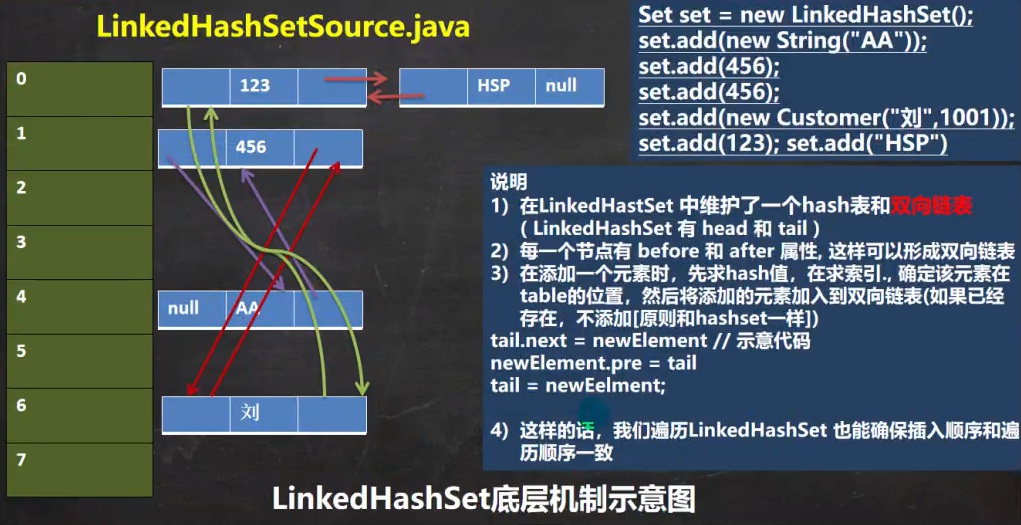 LinkedHashSetSource.java
Set set = new LinkedHashSet();
set.add(new String("AA"));
set.add(456);
set.add(456);
set.add(new Customer("刘",1001));
set.add(123); set.add("HSP")
0
123
HSP
null
1
456
2
3
4
null
AA
5
6
刘
7
说明
1) 在LinkedHastSet 中维护了一个hash表和双向链表
( LinkedHashSet 有 head 和 tail )
2) 每一个节点有 before 和 after 属性, 这样可以形成双向链表
3) 在添加一个元素时，先求hash值，在求索引., 确定该元素在
table的位置，然后将添加的元素加入到双向链表(如果已经
存在，不添加[原则和hashset一样])
tail.next = newElement // 示意代码
newElement.pre = tail
tail = newEelment;
4) 这样的话，我们遍历LinkedHashSet 也能确保插入顺序和遍
历顺序一致
LinkedHashSet底层机制示意图